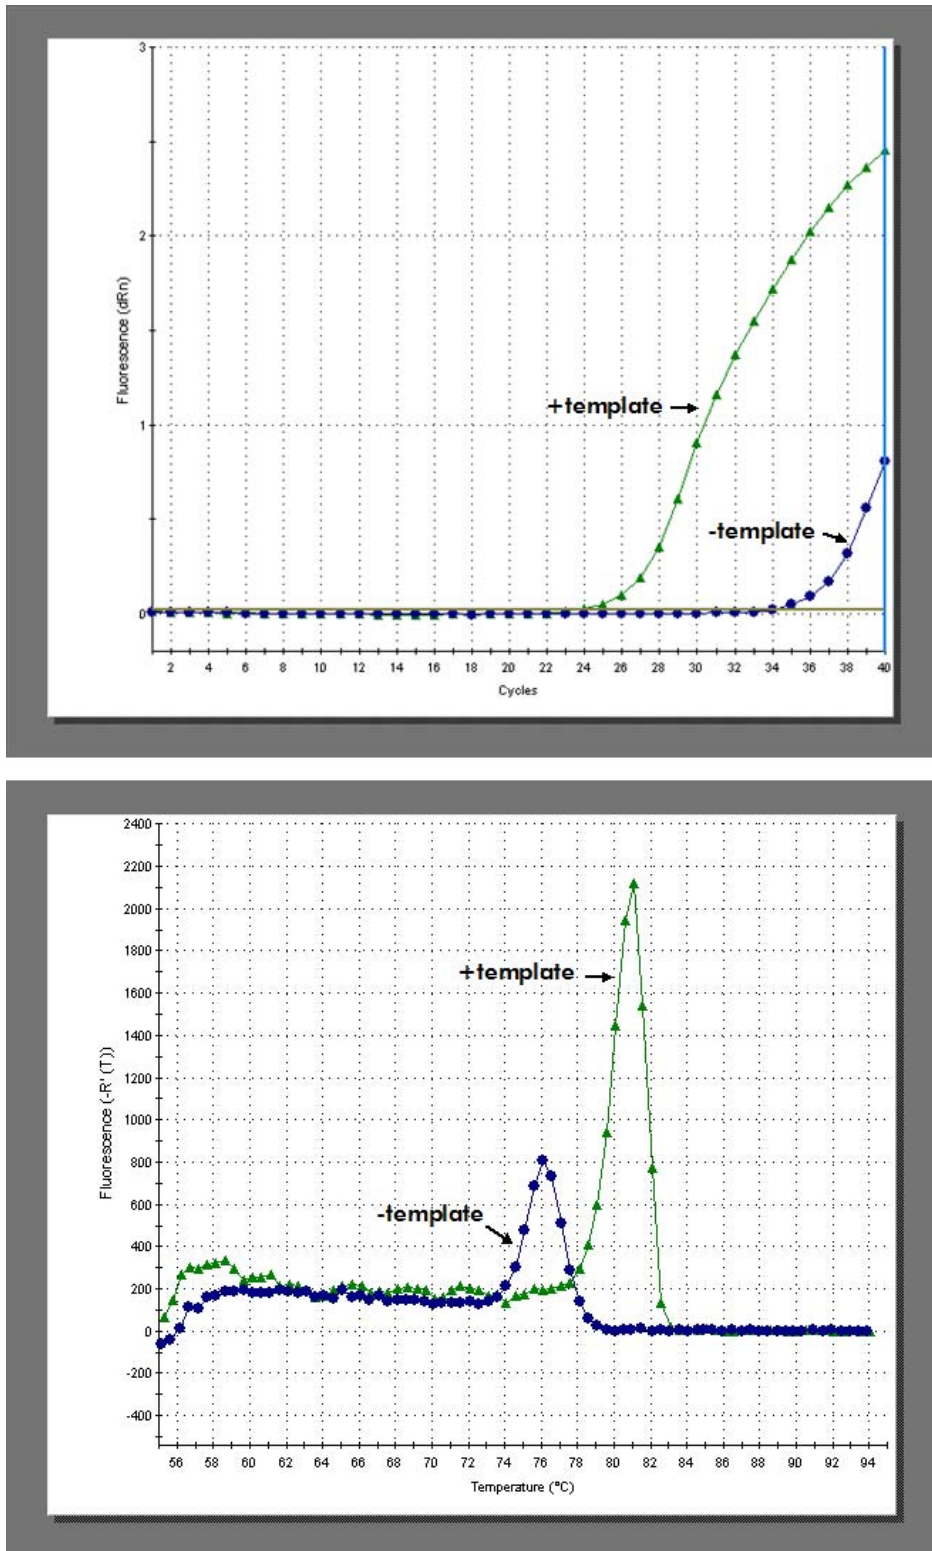 3
2
1
0
Fluorescence (dRn)
+template
-template
2 4 6 8 10 12 14 16 18 20 22 24 26 28 30 32 34 36 38 40
Cycles
2400
2200
2000
1800
1600
1400
1200
1000
800
600
400
200
0
-200
-400
Fluorescence (-R' (T))
+template
-template
56 58 60 62 64 66 68 70 72 74 76 78 80 82 84 86 88 90 92 94
Temperature (°C)